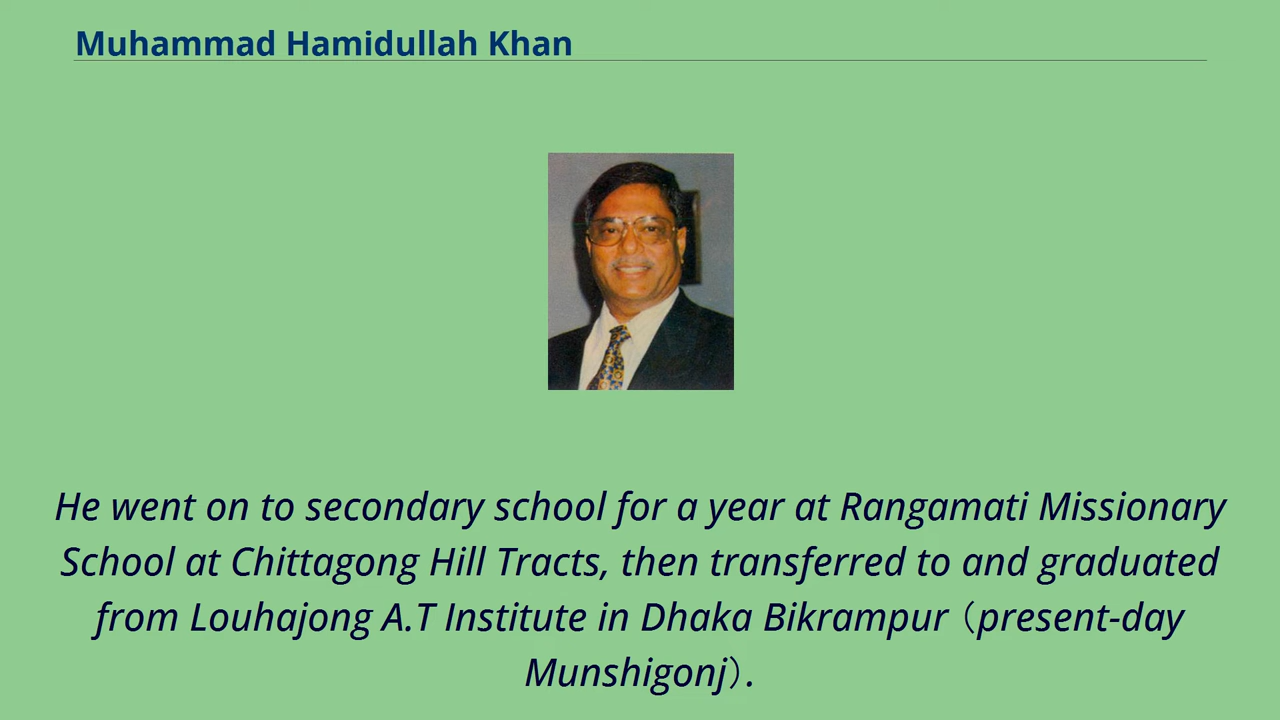 Muhammad Hamidullah Khan
He went on to secondary school for a year at Rangamati Missionary
School at Chittagong Hill Tracts, then transferred to and graduated
from Louhajong A.T Institute in Dhaka Bikrampur（present-day
Munshigonj）.